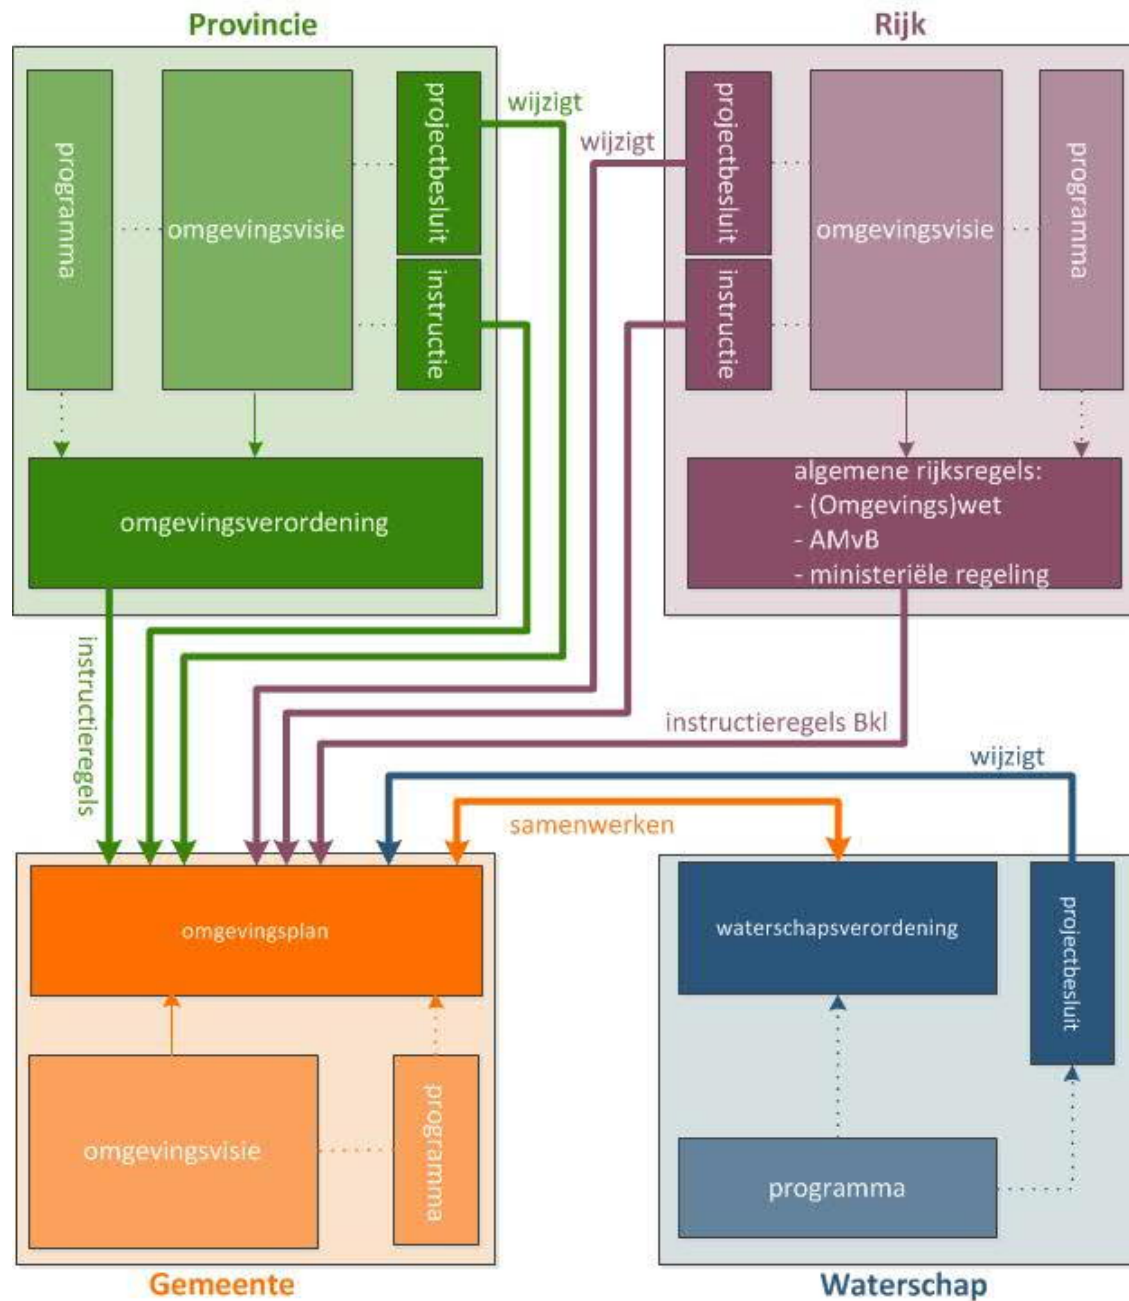 Provincie
programma
omgevingsvisie
projectbesluit
instructie
wijzigt
omgevingsverordening
instructieregels
Rijk
wijzigt
projectbesluit
instructie
omgevingsvisie
programma
algemene rijksregels:
- (Omgevings)wet
- AMvB
- ministeriële regeling
instructieregels Bkl
wijzigt
samenwerken
omgevingsplan
omgevingsvisie
programma
Gemeente
waterschapsverordening
projectbesluit
programma
Waterschap